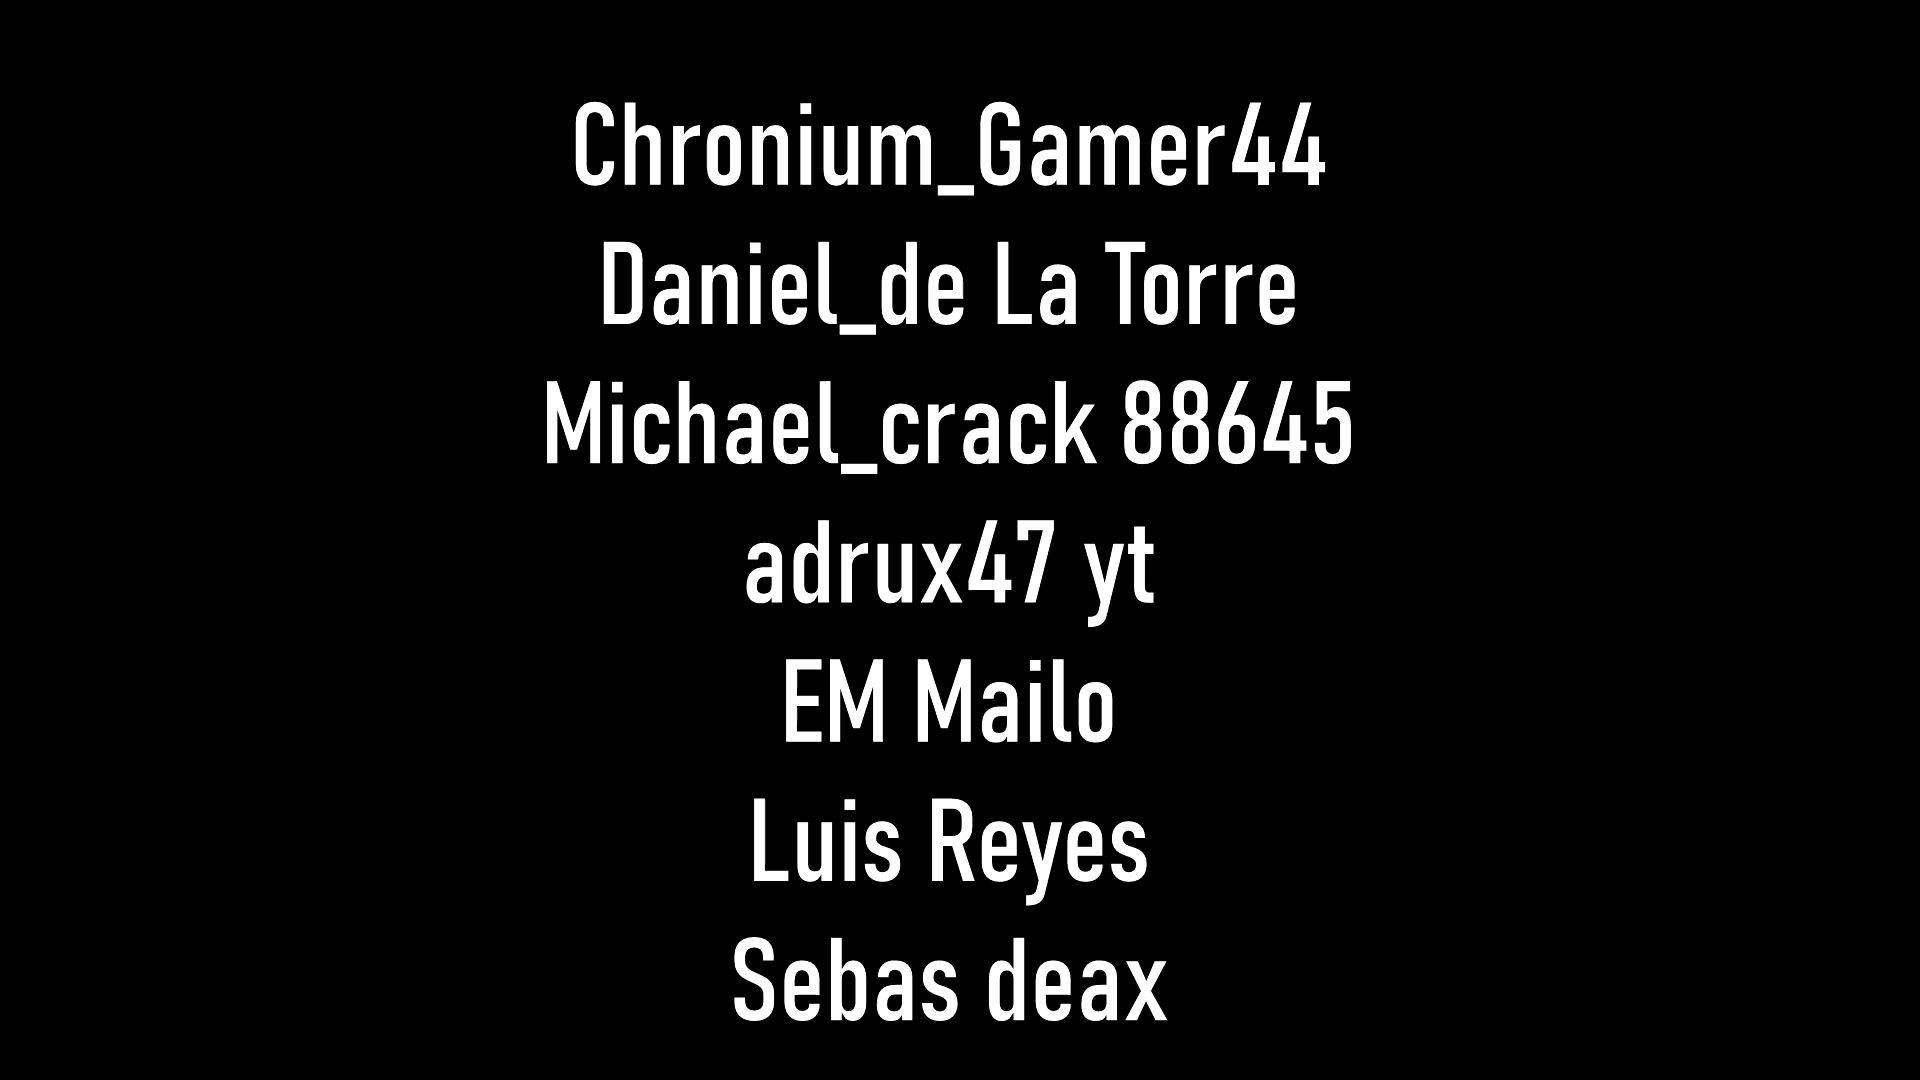 Chronium_Gamer44
Daniel_de La Torre
Michael_crack 88645
adrux47 yt
EM Mailo
Luis Reyes
Sebas deax